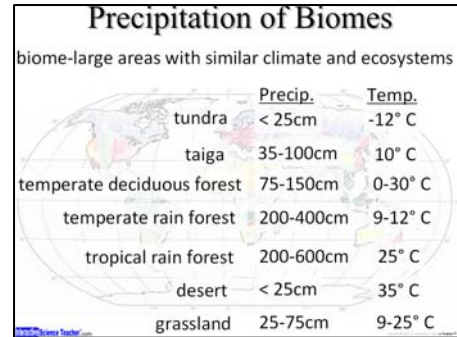 Precipitation of Biomes
biome-large areas with similar climate and ecosystems
Precip. Temp.
tundra < 25cm -12° C
taiga 35-100cm 10° C
temperate deciduous forest 75-150cm 0-30° C
temperate rain forest 200-400cm 9-12° C
tropical rain forest 200-600cm 25° C
desert < 25cm 35° C
grassland 25-75cm 9-25° C
Science Teacher